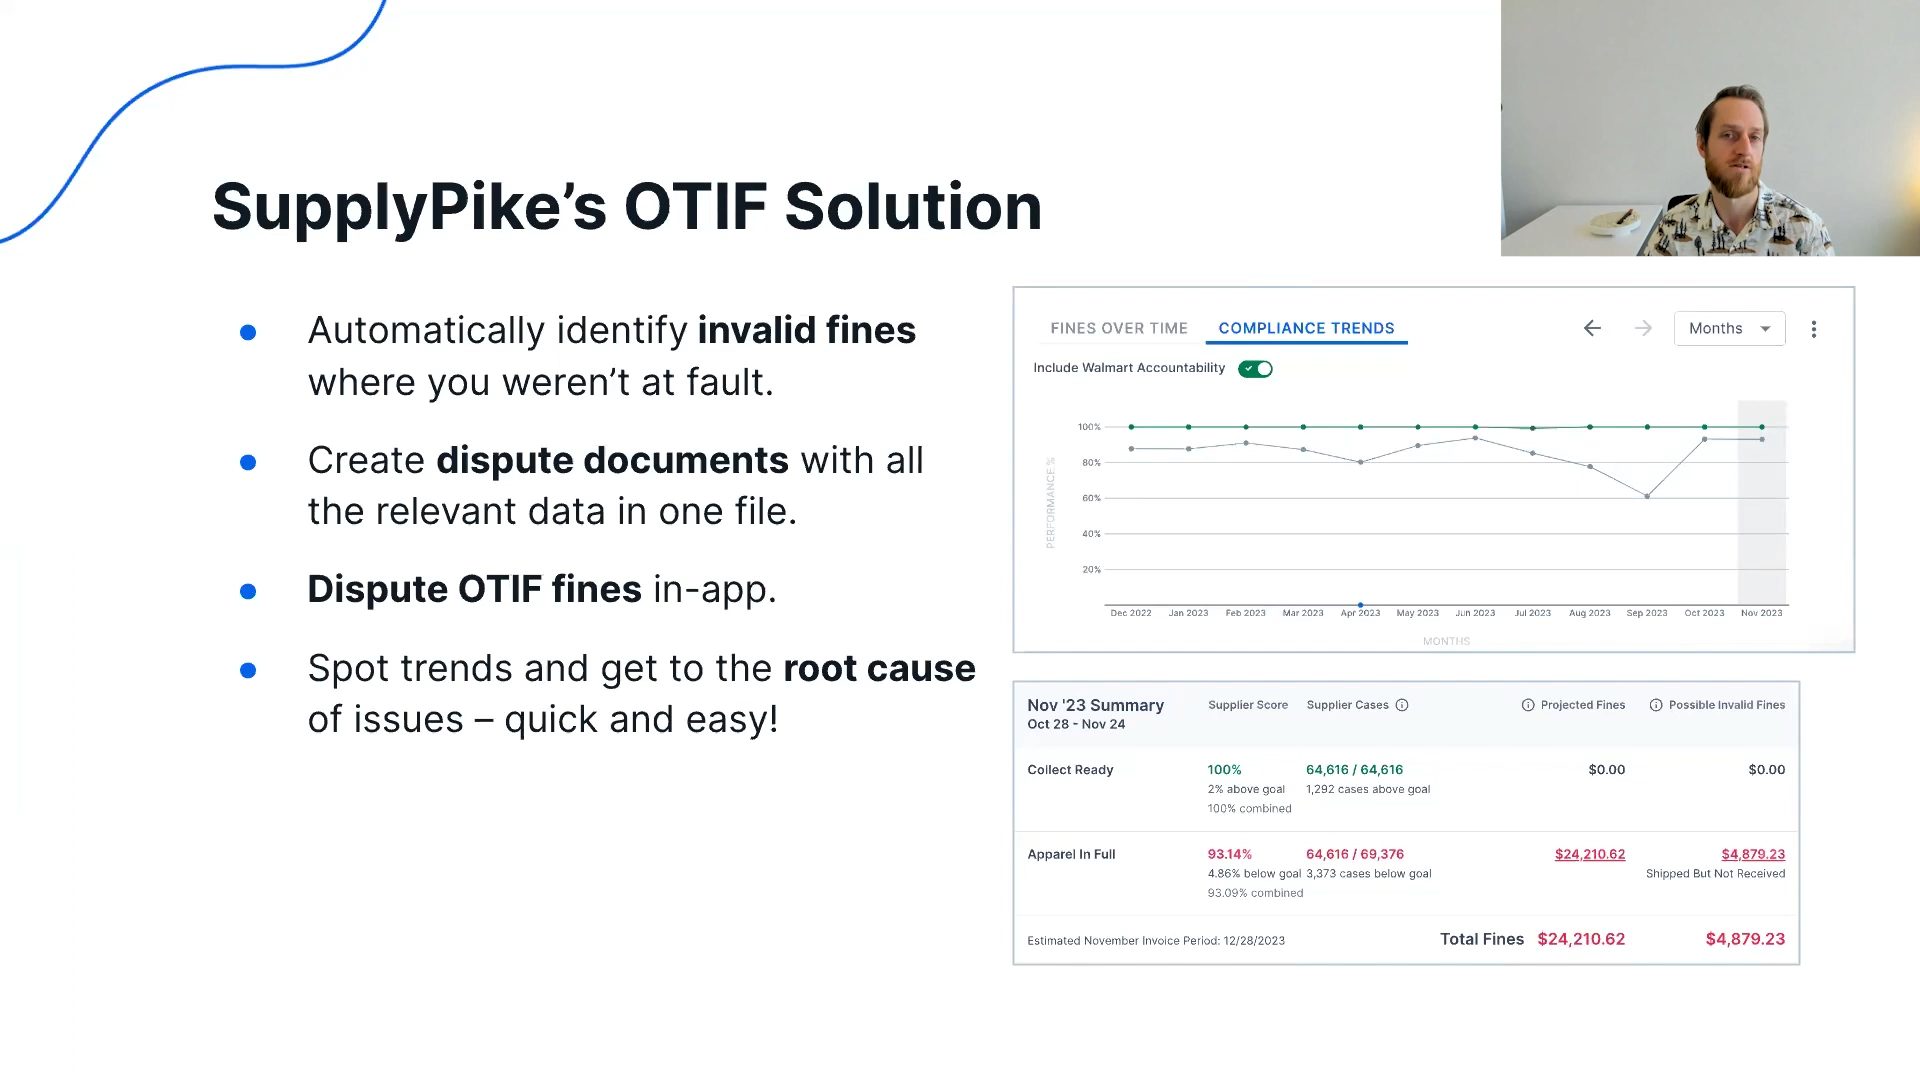 SupplyPike’s OTIF Solution
Automatically identify invalid fines
where you weren’t at fault.
Create dispute documents with all
the relevant data in one file.
Dispute OTIF fines in-app.
Spot trends and get to the root cause
of issues – quick and easy!
FINES OVER TIME COMPLIANCE TRENDS Months
Include Walmart Accountability
PERFORMANCE %
100%
80%
60%
40%
20%
Dec 2022 Jan 2023 Feb 2023 Mar 2023 Apr 2023 May 2023 Jun 2023 Jul 2023 Aug 2023 Sep 2023 Oct 2023 Nov 2023
MONTHS
Nov '23 Summary Supplier Score Supplier Cases Projected Fines Possible Invalid Fines
Oct 28 - Nov 24
Collect Ready 100% 64,616 / 64,616 $0.00 $0.00
2% above goal 1,292 cases above goal
100% combined
Apparel In Full 93.14% 64,616 / 69,376 $24,210.62 $4,879.23
4.86% below goal 3,373 cases below goal Shipped But Not Received
93.09% combined
Estimated November Invoice Period: 12/28/2023 Total Fines $24,210.62 $4,879.23